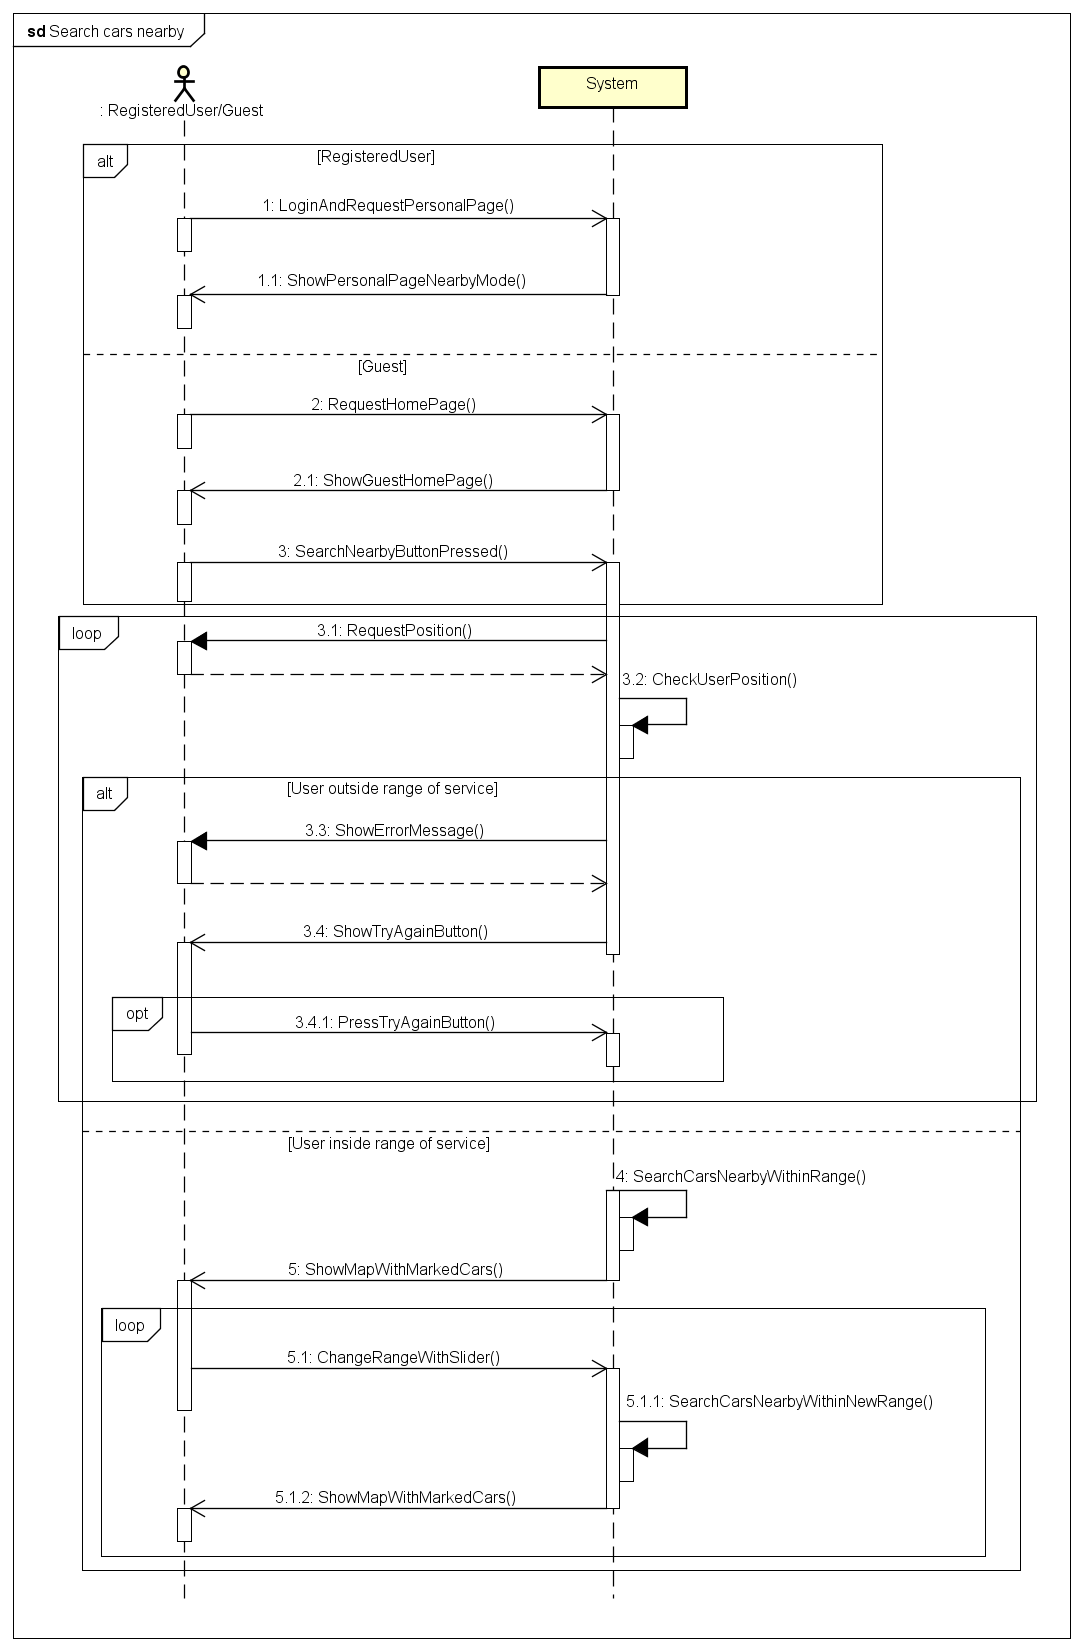 sd Search cars nearby
System
: RegisteredUser/Guest
alt
[RegisteredUser]
1: LoginAndRequestPersonalPage()
1.1: ShowPersonalPageNearbyMode()
[Guest]
2: RequestHomePage()
2.1: ShowGuestHomePage()
3: SearchNearbyButtonPressed()
loop
3.1: RequestPosition()
3.2: CheckUserPosition()
alt
[User outside range of service]
3.3: ShowErrorMessage()
3.4: ShowTryAgainButton()
opt
3.4.1: PressTryAgainButton()
[User inside range of service]
4: SearchCarsNearbyWithinRange()
5: ShowMapWithMarkedCars()
loop
5.1: ChangeRangeWithSlider()
5.1.1: SearchCarsNearbyWithinNewRange()
5.1.2: ShowMapWithMarkedCars()